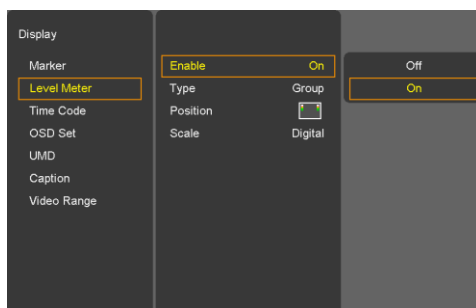 Display
Marker
Level Meter
Time Code
OSD Set
UMD
Caption
Video Range
Enable On
Type Group
Position
Scale Digital
Off
On